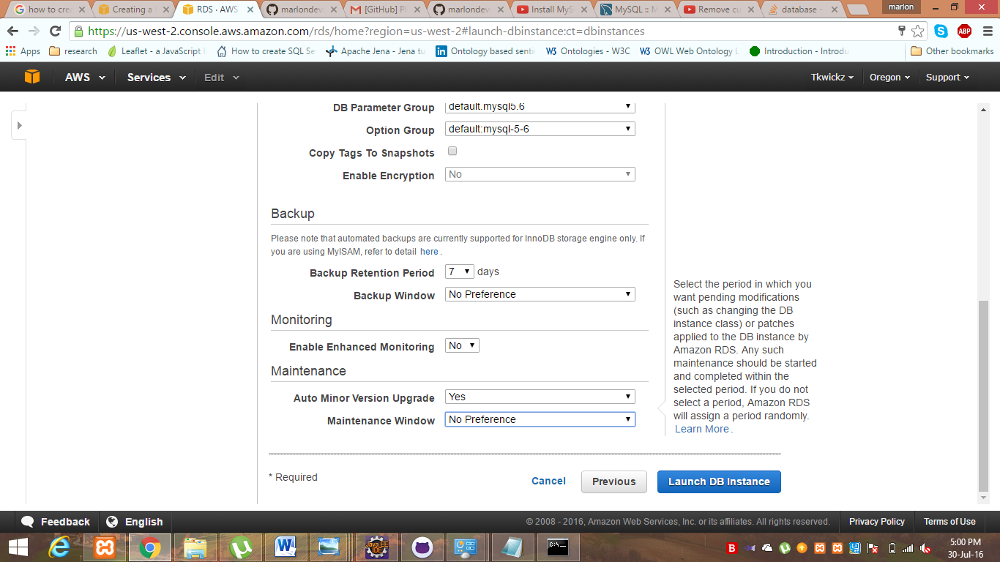 how to cre
Creating a
RDS · AWS
marlondev
[GitHub] Pl
marlondev
Install MyS
MySQL :: M
Remove cu
database -
marlon
https://us-west-2.console.aws.amazon.com/rds/home?region=us-west-2#launch-dbinstance:ct=dbinstances
ABP
Apps
research
Leaflet - a JavaScript
How to create SQL Se
Apache Jena - Jena tu
Ontology based senti
Ontologies - W3C
OWL Web Ontology
Introduction - Introdu
Other bookmarks
AWS
Services
Edit
Tkwickz
Oregon
Support
DB Parameter Group
default.mysql5.6
Option Group
default:mysql-5-6
Copy Tags To Snapshots
Enable Encryption
No
Backup
Please note that automated backups are currently supported for InnoDB storage engine only. If
you are using MyISAM, refer to detail here .
Backup Retention Period
7
days
Backup Window
No Preference
Monitoring
Enable Enhanced Monitoring
No
Maintenance
Auto Minor Version Upgrade
Yes
Maintenance Window
No Preference
Select the period in which you
want pending modifications
(such as changing the DB
instance class) or patches
applied to the DB instance by
Amazon RDS. Any such
maintenance should be started
and completed within the
selected period. If you do not
select a period, Amazon RDS
will assign a period randomly.
Learn More .
* Required
Cancel
Previous
Launch DB Instance
Feedback
English
© 2008 - 2016, Amazon Web Services, Inc. or its affiliates. All rights reserved.
Privacy Policy
Terms of Use
Java EE
IDE
C:\_
5:00 PM
30-Jul-16